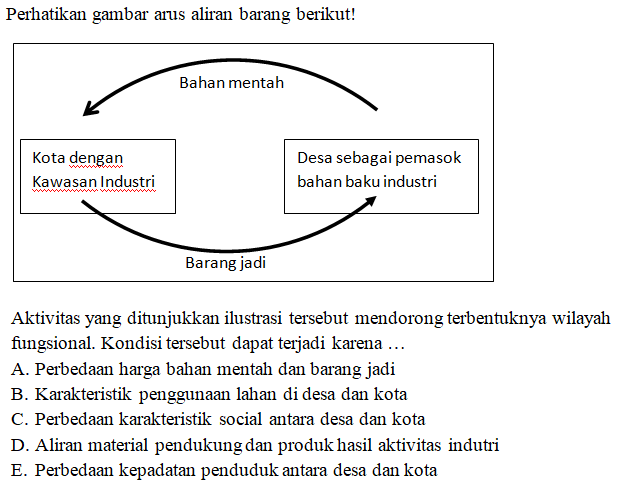 Perhatikan gambar arus aliran barang berikut!
Bahan mentah
Kota dengan
Kawasan Industri
Desa sebagai pemasok
bahan baku industri
Barang jadi
Aktivitas yang ditunjukkan ilustrasi tersebut mendorong terbentuknya wilayah
fungsional. Kondisi tersebut dapat terjadi karena …
A. Perbedaan harga bahan mentah dan barang jadi
B. Karakteristik penggunaan lahan di desa dan kota
C. Perbedaan karakteristik social antara desa dan kota
D. Aliran material pendukung dan produk hasil aktivitas indutri
E. Perbedaan kepadatan penduduk antara desa dan kota